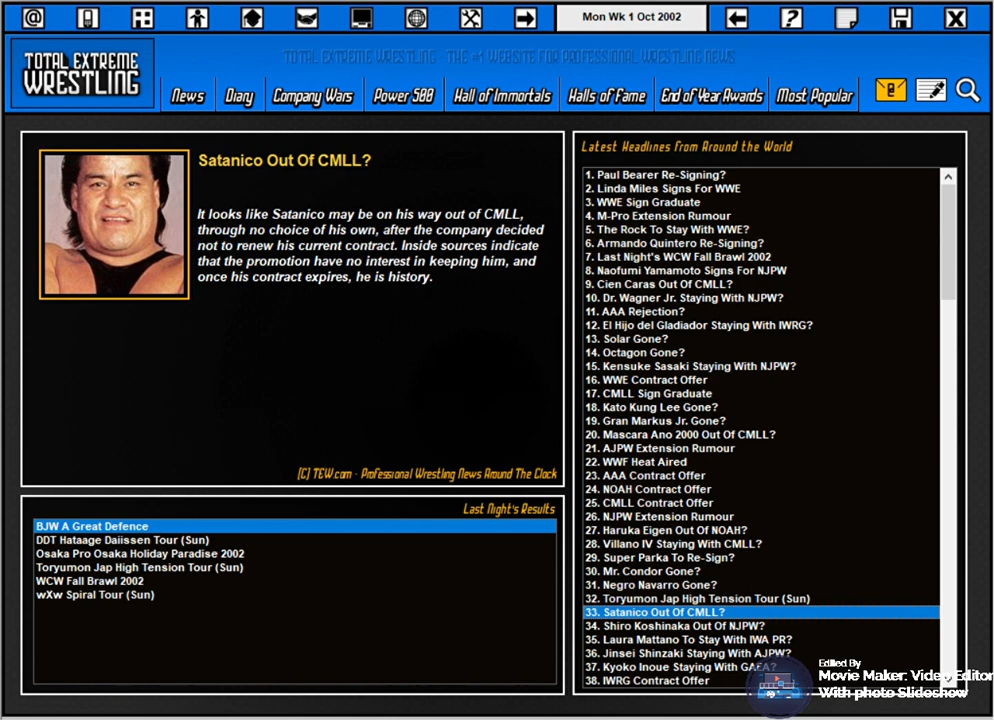 Mon Wk 1 Oct 2002
TOTAL EXTREME
WRESTLING
TOTAL EXTREME WRESTLING THE #1 WEBSITE FOR PROFESSIONAL WRESTLING NEWS
News
Diary
Company Wars
Power 500
Hall of Immortals
Halls of Fame
End of Year Awards
Most Popular
Satanico Out Of CMLL?
It looks like Satanico may be on his way out of CMLL,
through no choice of his own, after the company decided
not to renew his current contract. Inside sources indicate
that the promotion have no interest in keeping him, and
once his contract expires, he is history.
(C) TEW.com - Professional Wrestling News Around The Clock
Last Night's Results
BJW A Great Defence
DDT Hataage Daiissen Tour (Sun)
Osaka Pro Osaka Holiday Paradise 2002
Toryumon Jap High Tension Tour (Sun)
WCW Fall Brawl 2002
wXw Spiral Tour (Sun)
Latest Headlines From Around the World
1. Paul Bearer Re-Signing?
2. Linda Miles Signs For WWE
3. WWE Sign Graduate
4. M-Pro Extension Rumour
5. The Rock To Stay With WWE?
6. Armando Quintero Re-Signing?
7. Last Night's WCW Fall Brawl 2002
8. Naofumi Yamamoto Signs For NJPW
9. Cien Caras Out Of CMLL?
10. Dr. Wagner Jr. Staying With NJPW?
11. AAA Rejection?
12. El Hijo del Gladiador Staying With IWRG?
13. Solar Gone?
14. Octagon Gone?
15. Kensuke Sasaki Staying With NJPW?
16. WWE Contract Offer
17. CMLL Sign Graduate
18. Kato Kung Lee Gone?
19. Gran Markus Jr. Gone?
20. Mascara Ano 2000 Out Of CMLL?
21. AJPW Extension Rumour
22. WWF Heat Aired
23. AAA Contract Offer
24. NOAH Contract Offer
25. CMLL Contract Offer
26. NJPW Extension Rumour
27. Haruka Eigen Out Of NOAH?
28. Villano IV Staying With CMLL?
29. Super Parka To Re-Sign?
30. Mr. Condor Gone?
31. Negro Navarro Gone?
32. Toryumon Jap High Tension Tour (Sun)
33. Satanico Out Of CMLL?
34. Shiro Koshinaka Out Of NJPW?
35. Laura Mattano To Stay With IWA PR?
36. Jinsei Shinzaki Staying With AJPW?
37. Kyoko Inoue Staying With GAEA?
38. IWRG Contract Offer
Edited By
Movie Maker: Video Editor
With photo Slideshow